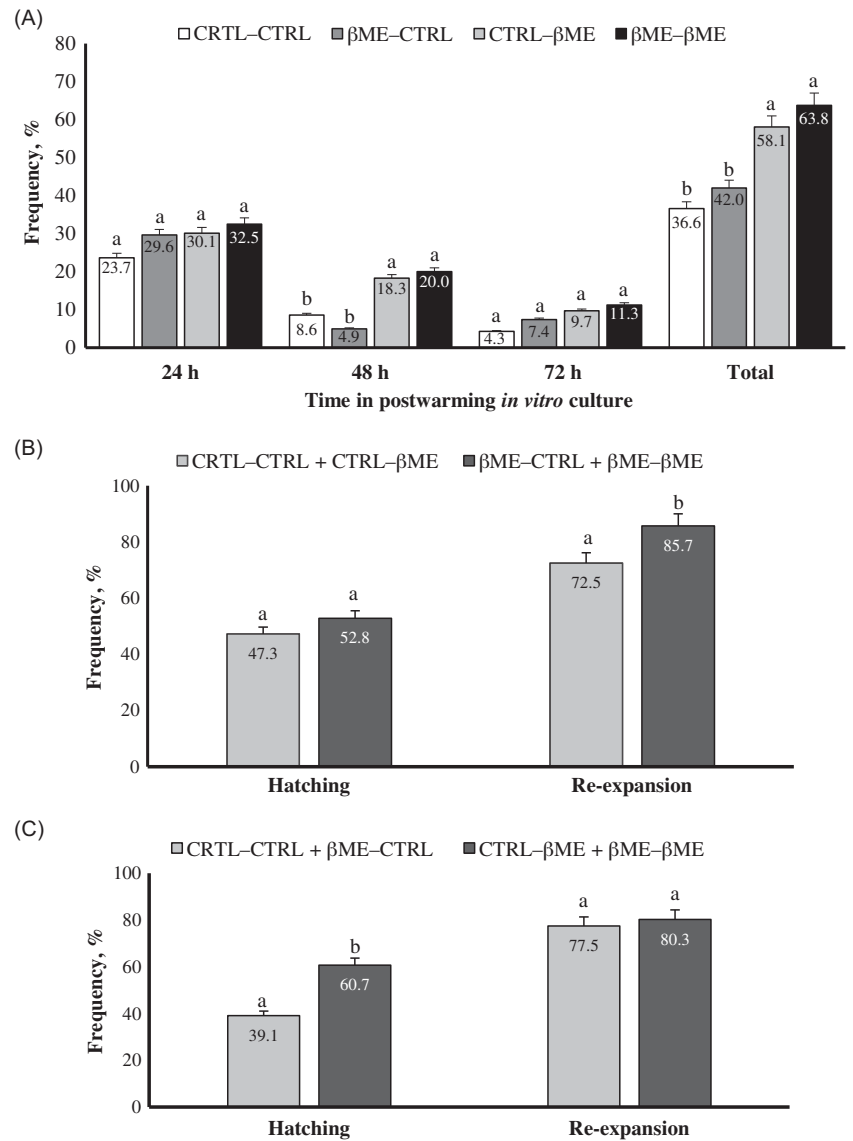 (A)
CRTL–CTRL βME–CTRL CTRL–βME βME–βME
Frequency, %
80
70
60
50
40
30
20
10
0
a a a a
23.7 29.6 30.1 32.5
b b a a
8.6 4.9 18.3 20.0
a a a a
4.3 7.4 9.7 11.3
b b a a
36.6 42.0 58.1 63.8
24 h 48 h 72 h Total
Time in postwarming in vitro culture
(B)
CRTL–CTRL + CTRL–βME βME–CTRL + βME–βME
Frequency, %
100
80
60
40
20
0
a a a b
47.3 52.8 72.5 85.7
Hatching Re-expansion
(C)
CRTL–CTRL + βME–CTRL CTRL–βME + βME–βME
Frequency, %
100
80
60
40
20
0
a b a a
39.1 60.7 77.5 80.3
Hatching Re-expansion